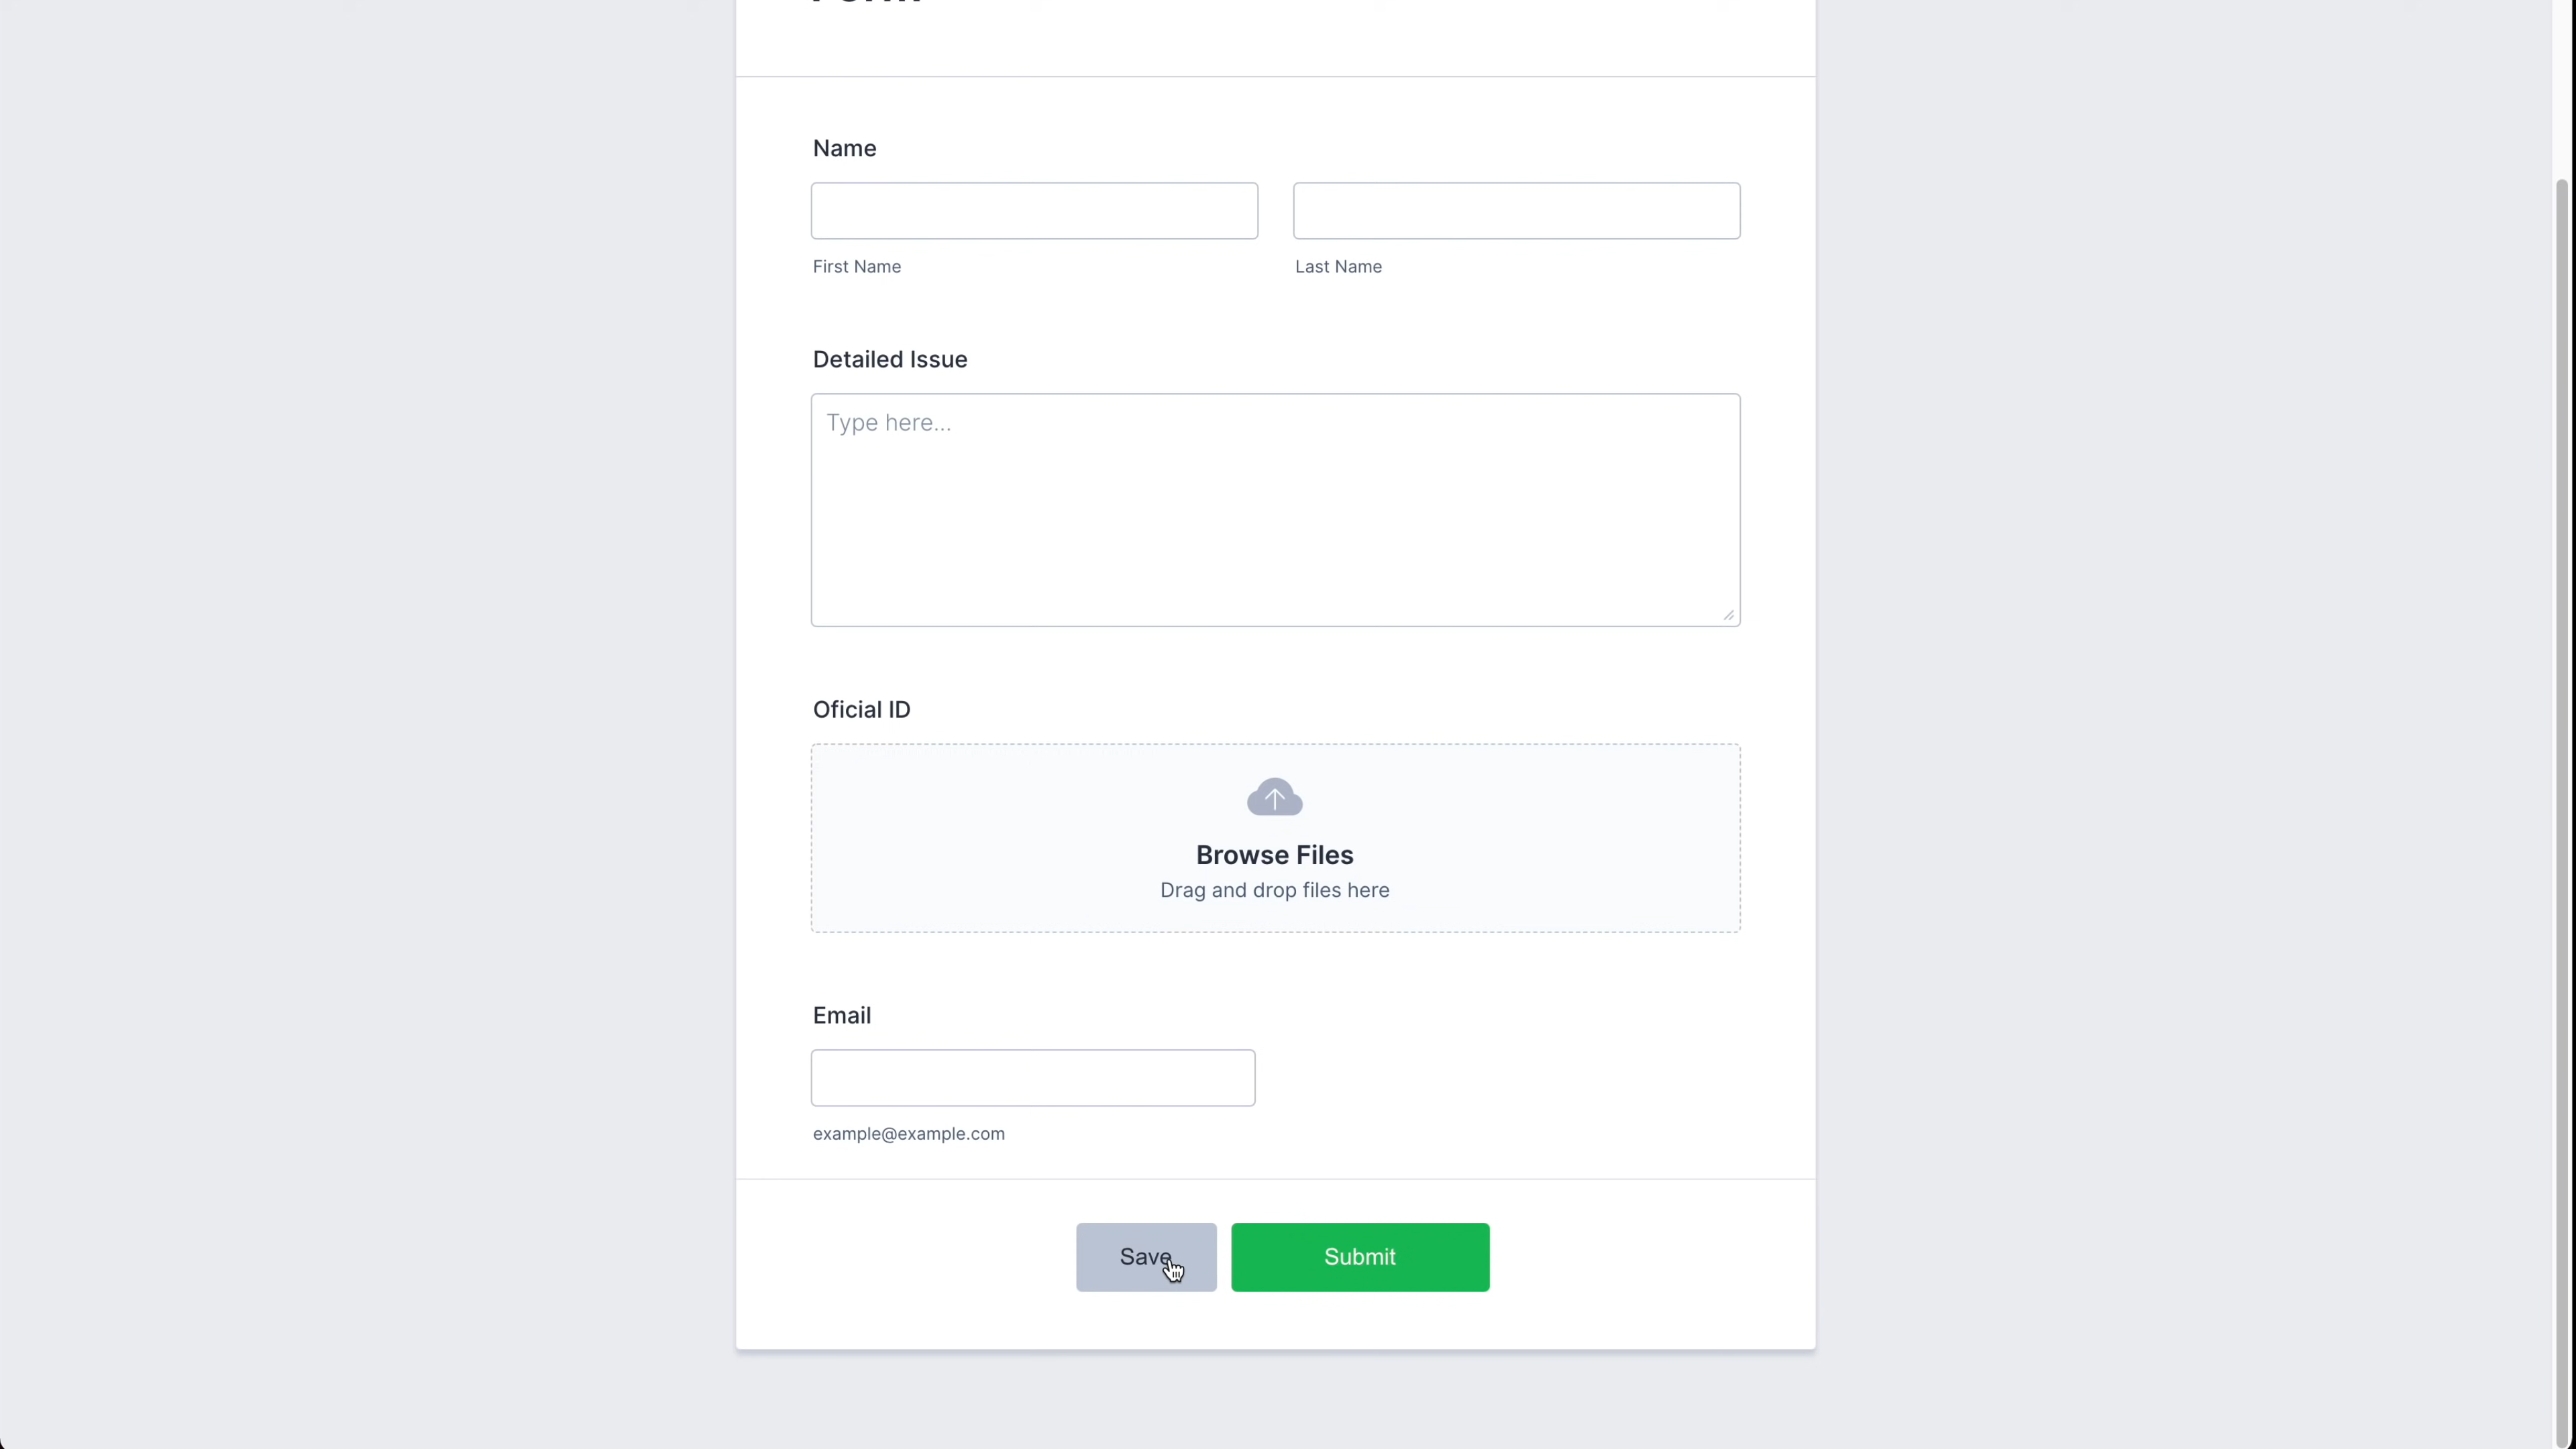 Name
First Name
Last Name
Detailed Issue
Type here...
Oficial ID
Browse Files
Drag and drop files here
Email
example@example.com
Save
Submit